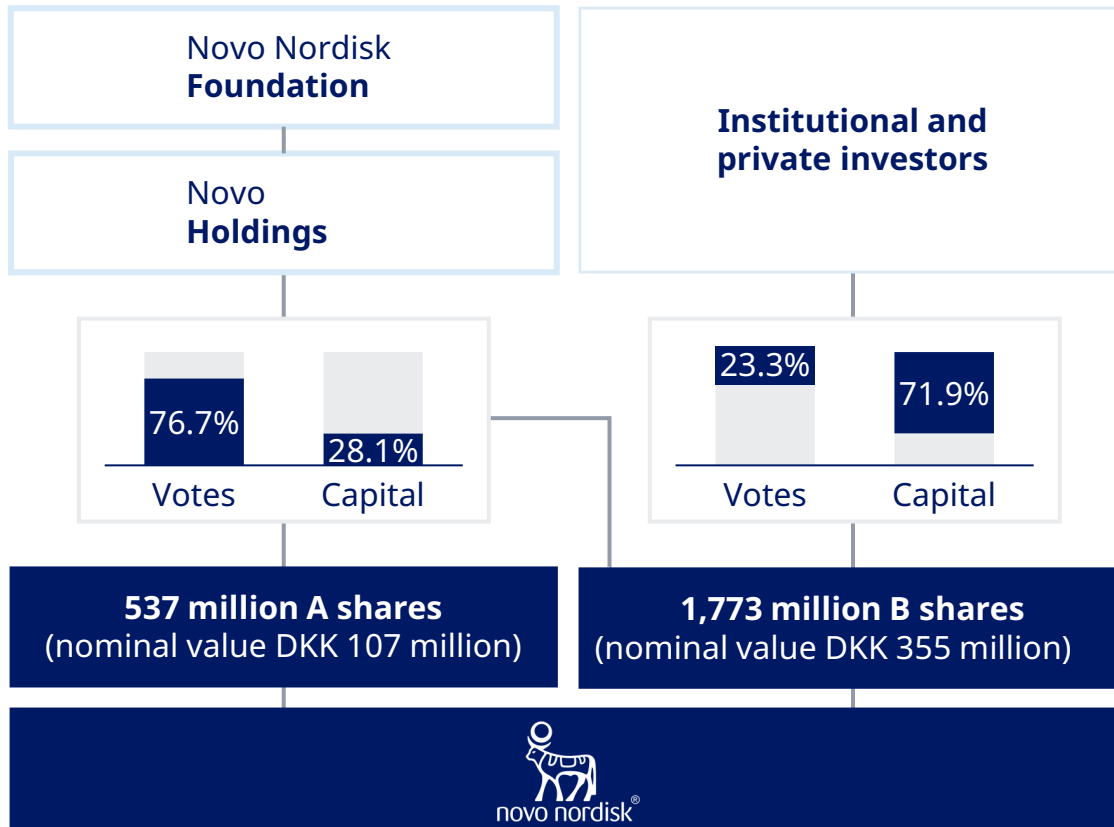 Novo Nordisk
Foundation
Novo
Holdings
Institutional and
private investors
76.7%
28.1%
Votes
Capital
23.3%
71.9%
Votes
Capital
537 million A shares
(nominal value DKK 107 million)
1,773 million B shares
(nominal value DKK 355 million)
novo nordisk®